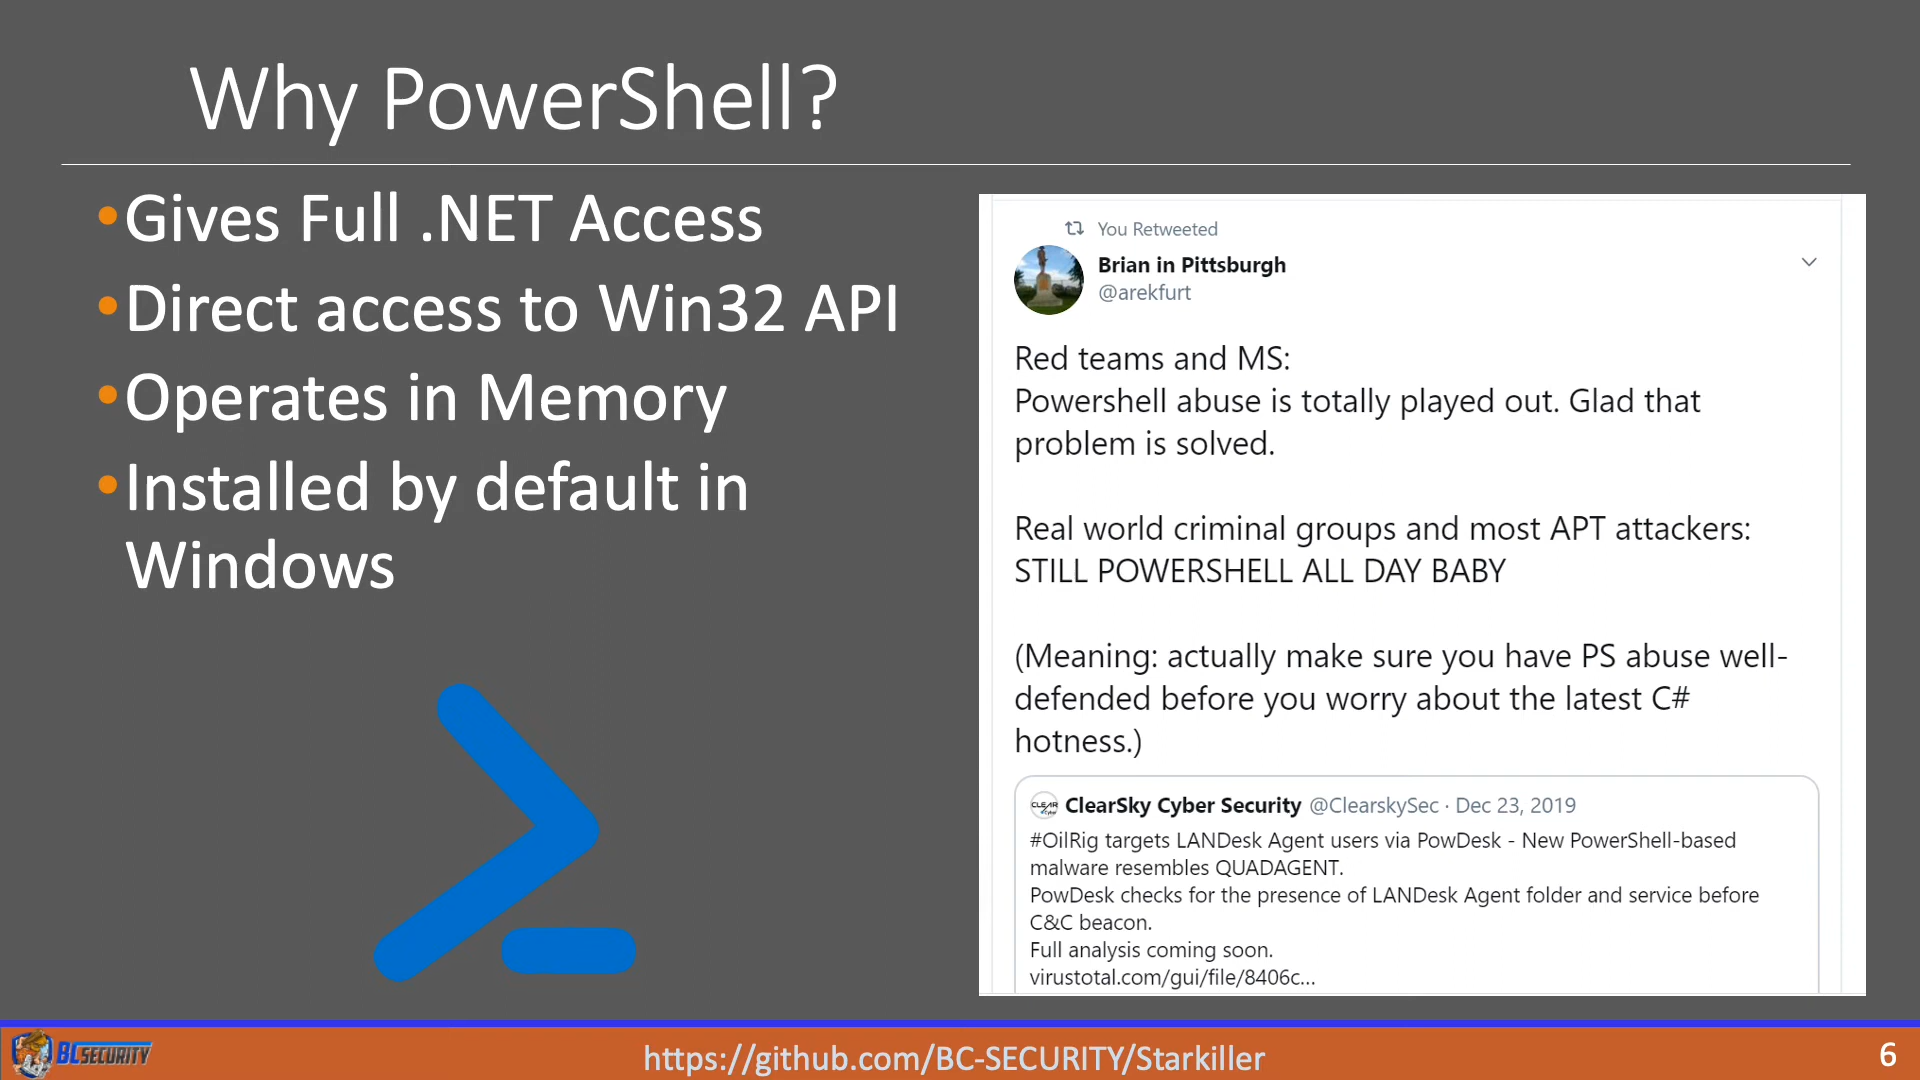 Why PowerShell?
•Gives Full .NET Access
•Direct access to Win32 API
•Operates in Memory
•Installed by default in
Windows
You Retweeted
Brian in Pittsburgh
@arekfurt
Red teams and MS:
Powershell abuse is totally played out. Glad that
problem is solved.
Real world criminal groups and most APT attackers:
STILL POWERSHELL ALL DAY BABY
(Meaning: actually make sure you have PS abuse well-
defended before you worry about the latest C#
hotness.)
CLEAR
ClearSky Cyber Security @ClearskySec · Dec 23, 2019
#OilRig targets LANDesk Agent users via PowDesk - New PowerShell-based
malware resembles QUADAGENT.
PowDesk checks for the presence of LANDesk Agent folder and service before
C&C beacon.
Full analysis coming soon.
virustotal.com/gui/file/8406c...
BCSECURITY
https://github.com/BC-SECURITY/Starkiller
6